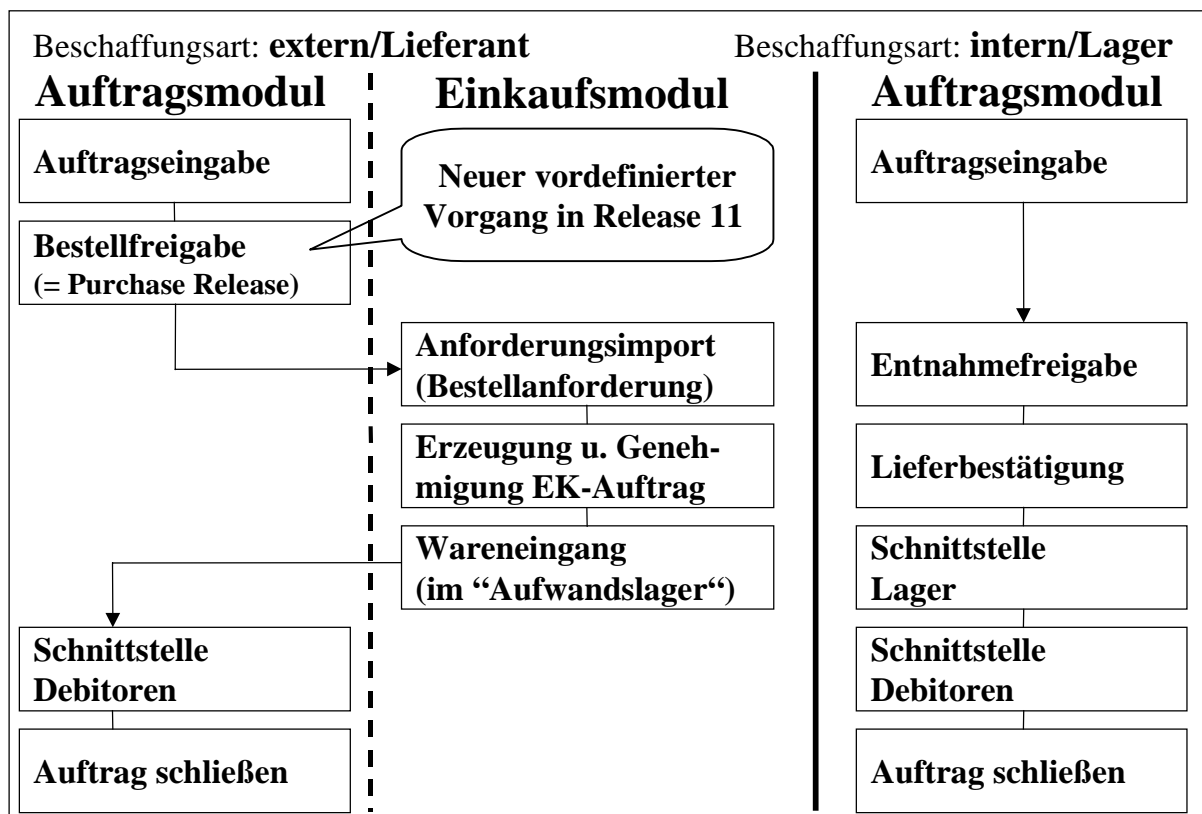 Beschaffungsart: extern/Lieferant
Auftragsmodul
Auftragseingabe
Bestellfreigabe
(= Purchase Release)
Schnittstelle
Debitoren
Auftrag schließen
Einkaufsmodul
Neuer vordefinierter
Vorgang in Release 11
Anforderungsimport
(Bestellanforderung)
Erzeugung u. Geneh-
migung EK-Auftrag
Wareneingang
(im “Aufwandslager“)
Beschaffungsart: intern/Lager
Auftragsmodul
Auftragseingabe
Entnahmefreigabe
Lieferbestätigung
Schnittstelle
Lager
Schnittstelle
Debitoren
Auftrag schließen